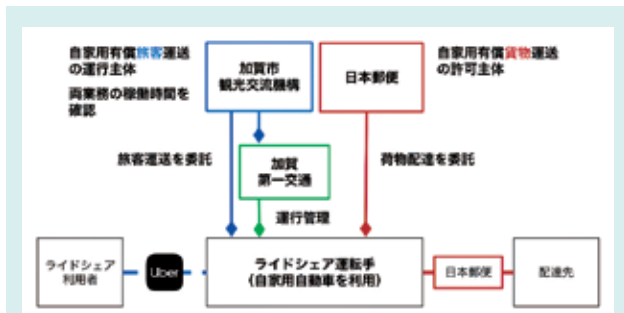 自家用有償旅客運送
の運行主体
両業務の稼働時間を
確認
加賀市
観光交流機構
日本郵便
自家用有償貨物運送
の許可主体
旅客運送を委託
加賀
第一交通
荷物配達を委託
運行管理
ライドシェア
利用者
Uber
ライドシェア運転手
(自家用自動車を利用)
日本郵便
配達先